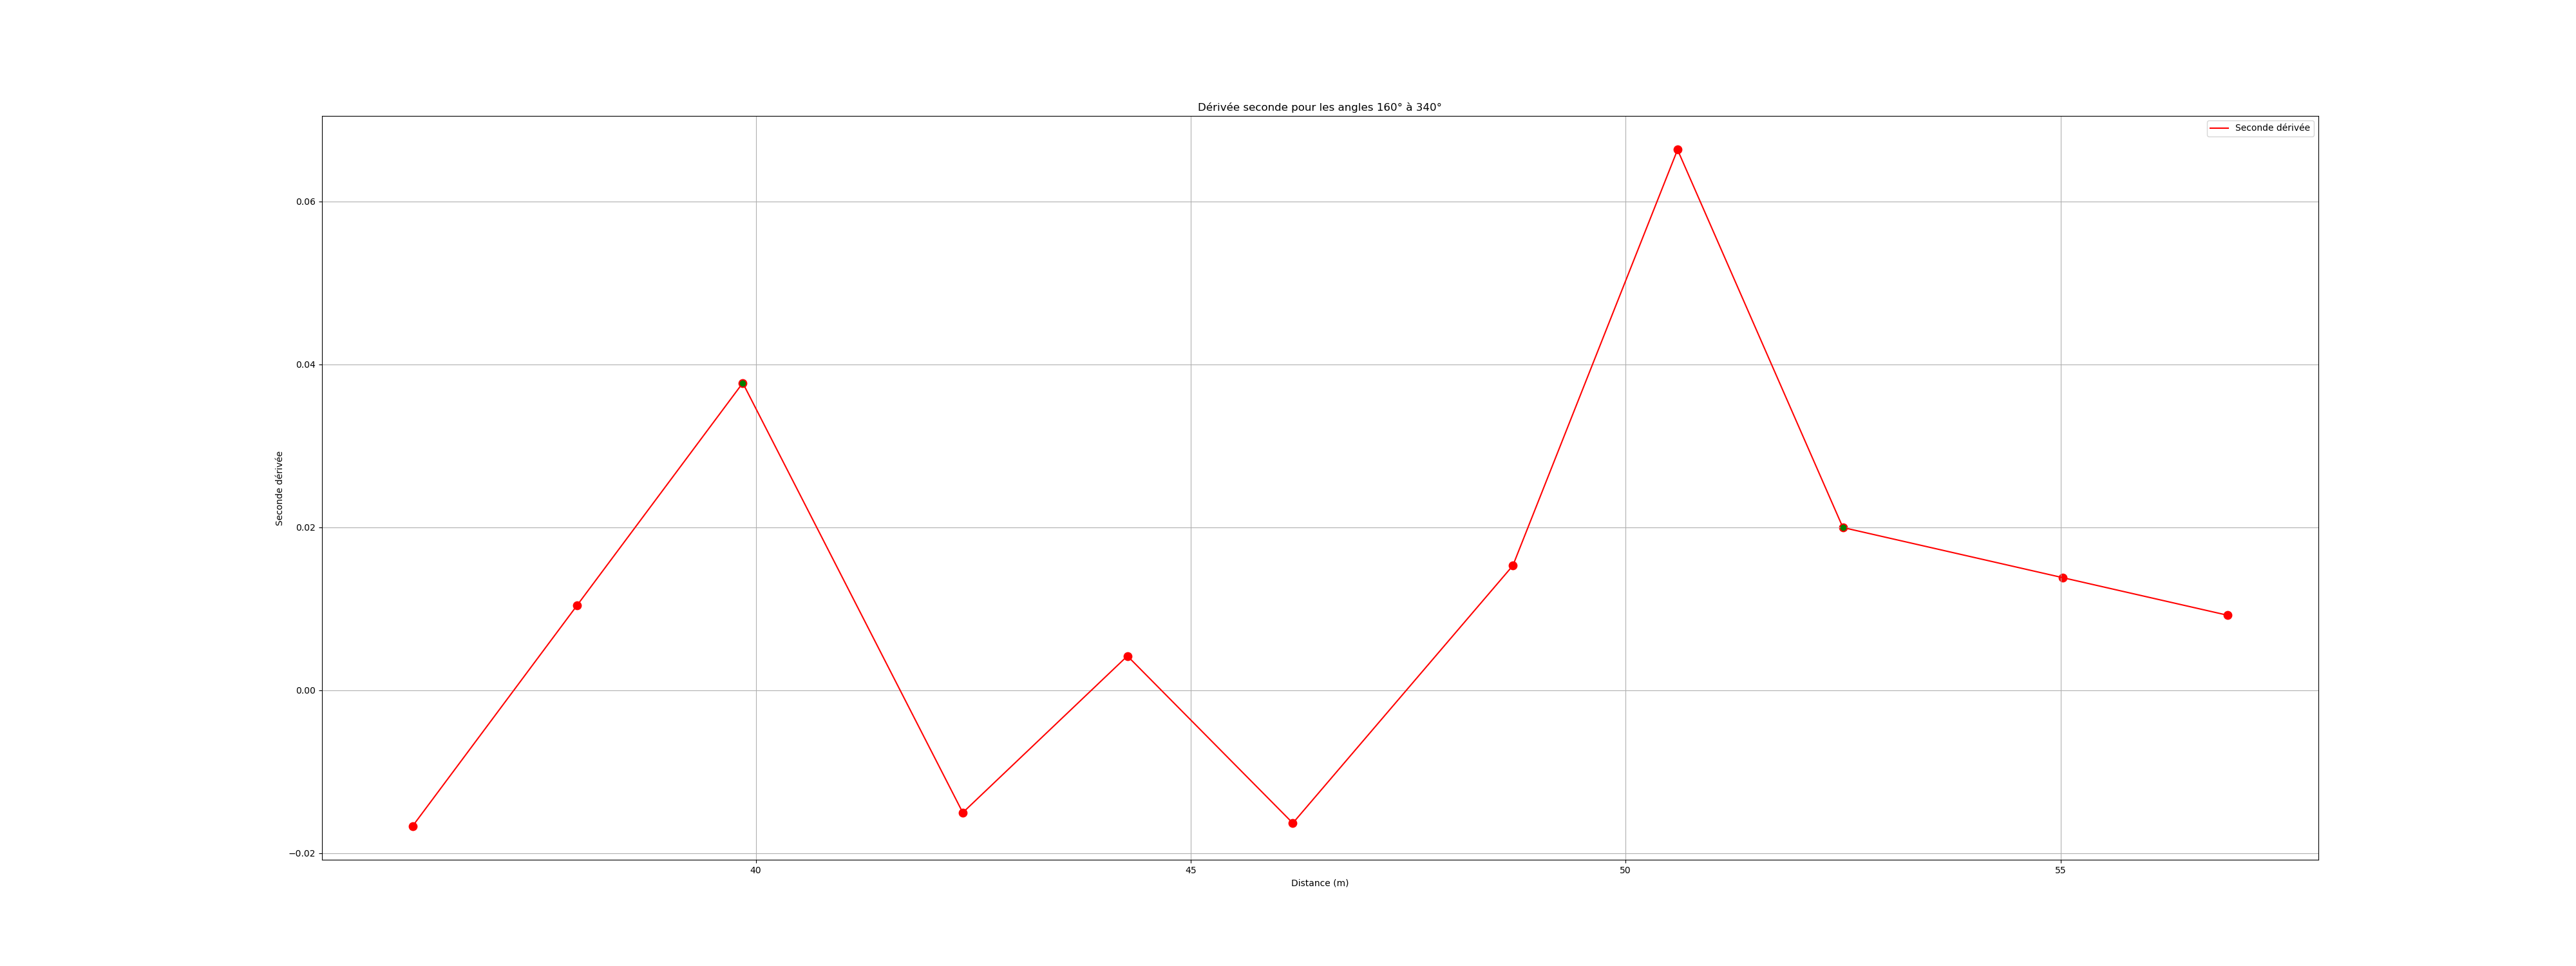 Dérivée seconde pour les angles 160° à 340°
Seconde dérivée
0.06
0.04
0.02
0.00
−0.02
Seconde dérivée
40
45
50
55
Distance (m)